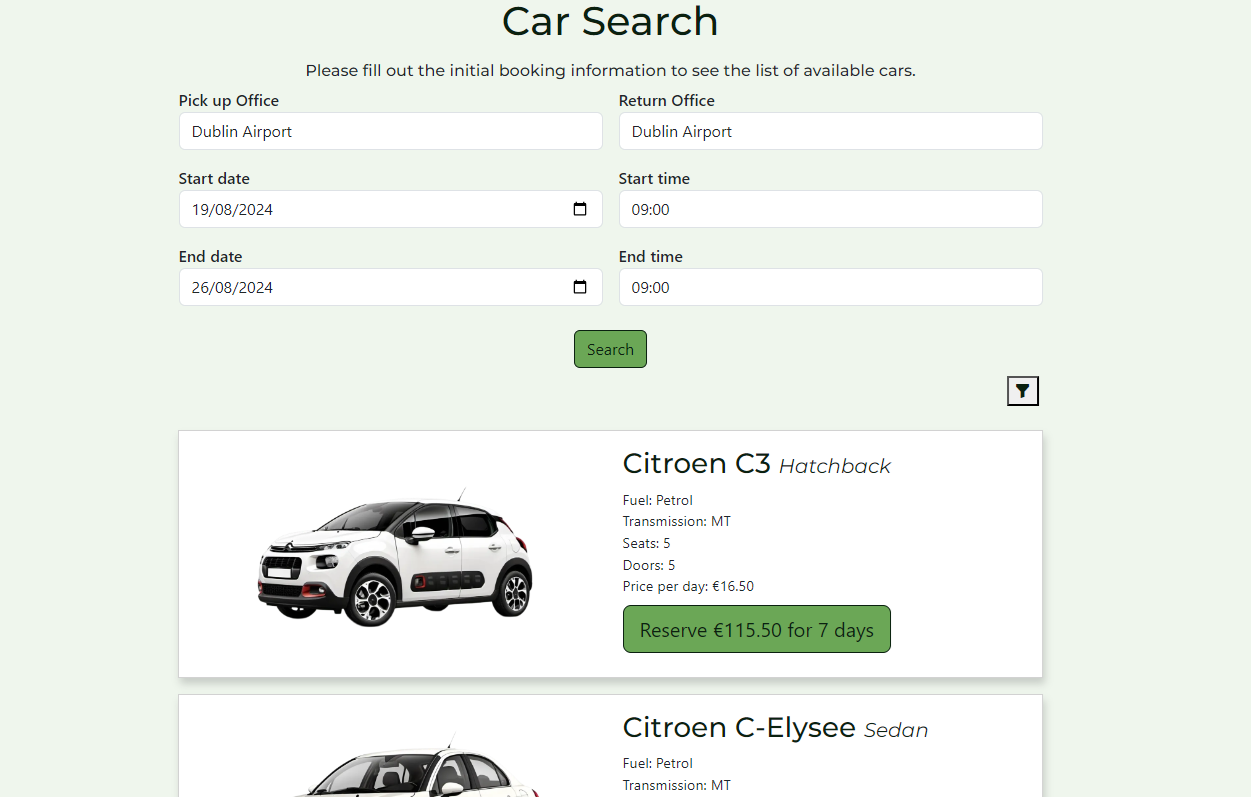 Car Search
Please fill out the initial booking information to see the list of available cars.
Pick up Office
Return Office
Dublin Airport
Dublin Airport
Start date
Start time
19/08/2024
09:00
End date
End time
26/08/2024
09:00
Search
Citroen C3 Hatchback
Fuel: Petrol
Transmission: MT
Seats: 5
Doors: 5
Price per day: €16.50
Reserve €115.50 for 7 days
Citroen C-Elysee Sedan
Fuel: Petrol
Transmission: MT